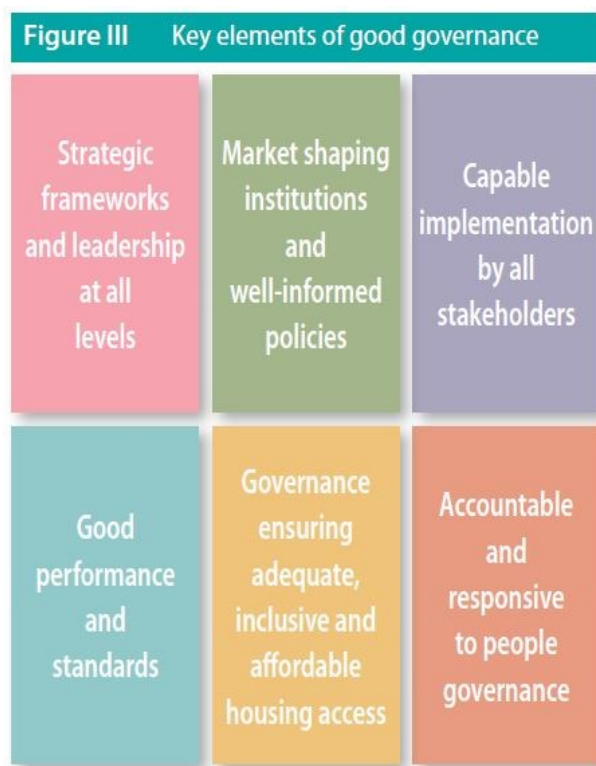 Figure III Key elements of good governance
Strategic
frameworks
and leadership
at all
levels
Market shaping
institutions
and
well-informed
policies
Capable
implementation
by all
stakeholders
Good
performance
and
standards
Governance
ensuring
adequate,
inclusive and
affordable
housing access
Accountable
and
responsive
to people
governance